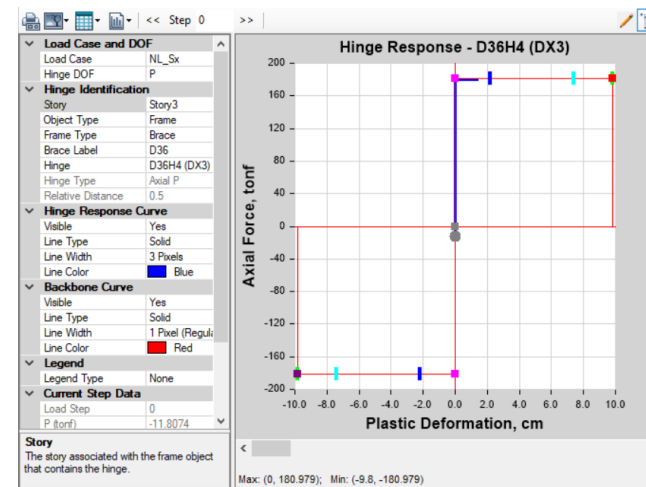 << Step 0 >>
Load Case and DOF
Load Case NL_Sx
Hinge DOF P
Hinge Identification
Story Story3
Object Type Frame
Frame Type Brace
Brace Label D36
Hinge D36H4 (DX3)
Hinge Type Axial P
Relative Distance 0.5
Hinge Response Curve
Visible Yes
Line Type Solid
Line Width 3 Pixels
Line Color Blue
Backbone Curve
Visible Yes
Line Type Solid
Line Width 1 Pixel (Regula
Line Color Red
Legend
Legend Type None
Current Step Data
Load Step 0
P (tonf) -11.8074
Story
The story associated with the frame object
that contains the hinge.
Hinge Response - D36H4 (DX3)
Axial Force, tonf
200
160
120
80
40
0
-40
-80
-120
-160
-200
-10.0 -8.0 -6.0 -4.0 -2.0 0.0 2.0 4.0 6.0 8.0 10.0
Plastic Deformation, cm
<
Max: (0, 180.979); Min: (-9.8, -180.979)